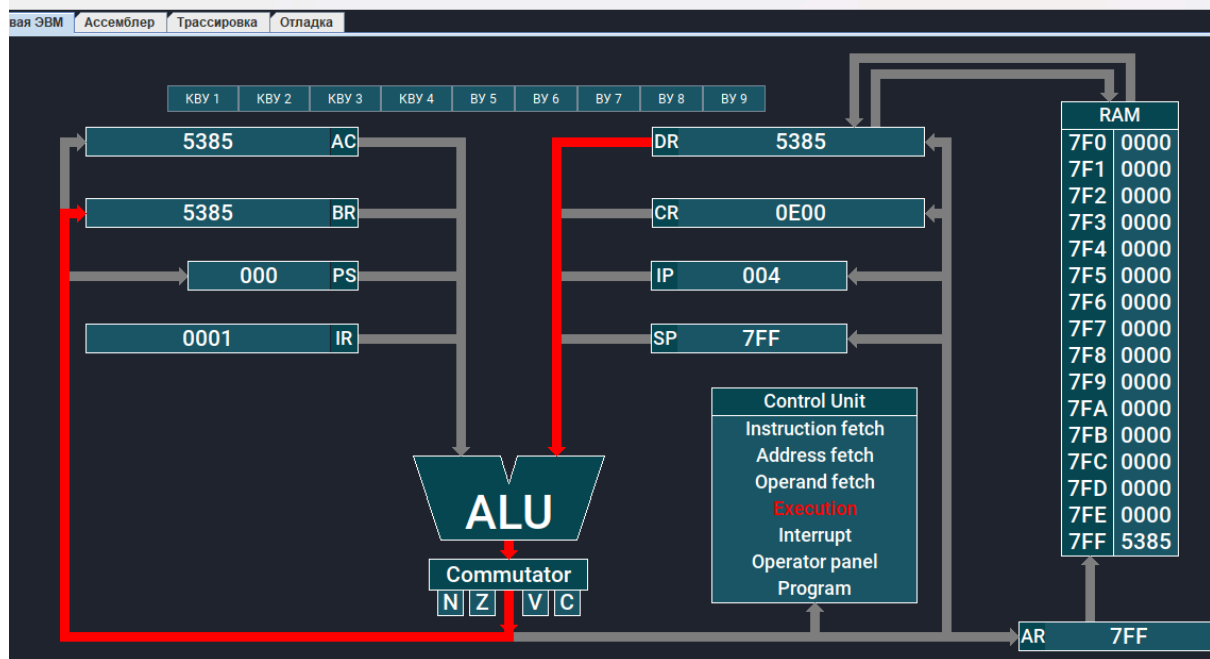 вая ЭВМ Ассемблер Трассировка Отладка
КВУ 1 КВУ 2 КВУ 3 КВУ 4 ВУ 5 ВУ 6 ВУ 7 ВУ 8 ВУ 9
5385 AC
5385 BR
000 PS
0001 IR
DR 5385
CR 0E00
IP 004
SP 7FF
ALU
Commutator
N Z V C
Control Unit
Instruction fetch
Address fetch
Operand fetch
Execution
Interrupt
Operator panel
Program
RAM
7F0 0000
7F1 0000
7F2 0000
7F3 0000
7F4 0000
7F5 0000
7F6 0000
7F7 0000
7F8 0000
7F9 0000
7FA 0000
7FB 0000
7FC 0000
7FD 0000
7FE 0000
7FF 5385
AR 7FF